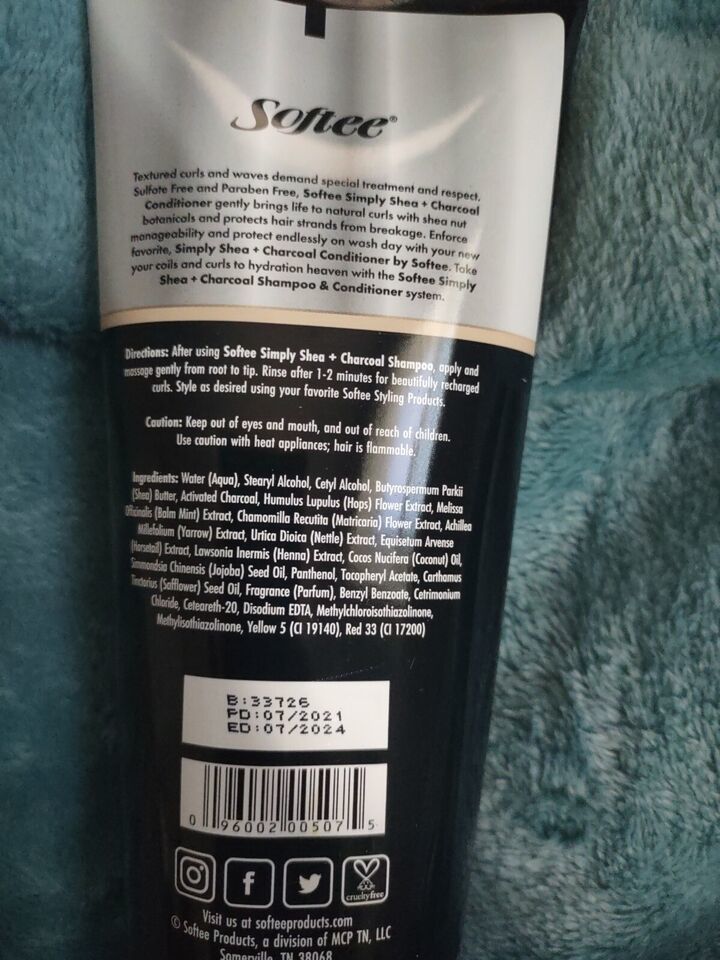 Softee®
Textured curls and waves demand special treatment and respect.
Sulfate Free and Paraben Free, Softee Simply Shea + Charcoal
Conditioner gently brings life to natural curls with shea nut
botanicals and protects hair strands from breakage. Enforce
manageability and protect endlessly on wash day with your new
favorite, Simply Shea + Charcoal Conditioner by Softee. Take
your coils and curls to hydration heaven with the Softee Simply
Shea + Charcoal Shampoo & Conditioner system.
Directions: After using Softee Simply Shea + Charcoal Shampoo, apply and
massage gently from root to tip. Rinse after 1-2 minutes for beautifully recharged
curls. Style as desired using your favorite Softee Styling Products.
Caution: Keep out of eyes and mouth, and out of reach of children.
Use caution with heat appliances; hair is flammable.
Ingredients: Water (Aqua), Stearyl Alcohol, Cetyl Alcohol, Butyrospermum Parkii
(Shea) Butter, Activated Charcoal, Humulus Lupulus (Hops) Flower Extract, Melissa
Officinalis (Balm Mint) Extract, Chamomilla Recutita (Matricaria) Flower Extract, Achillea
Millefolium (Yarrow) Extract, Urtica Dioica (Nettle) Extract, Equisetum Arvense
(Horsetail) Extract, Lawsonia Inermis (Henna) Extract, Cocos Nucifera (Coconut) Oil,
Simmondsia Chinensis (Jojoba) Seed Oil, Panthenol, Tocopheryl Acetate, Carthamus
Tinctorius (Safflower) Seed Oil, Fragrance (Parfum), Benzyl Benzoate, Cetrimonium
Chloride, Ceteareth-20, Disodium EDTA, Methylchloroisothiazolinone,
Methylisothiazolinone, Yellow 5 (CI 19140), Red 33 (CI 17200)
B:33726
PD:07/2021
ED:07/2024
0 96002 00507 5
cruelty free
Visit us at softeeproducts.com
© Softee Products, a division of MCP TN, LLC
Somerville, TN 38068